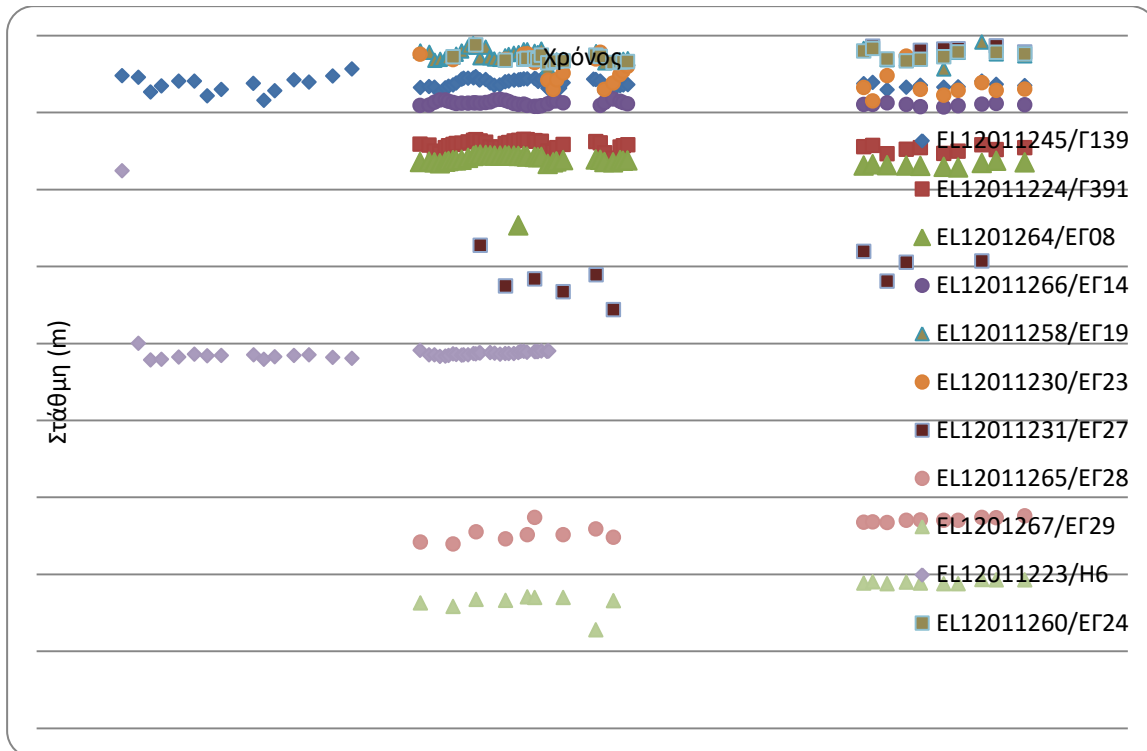 Χρόνος
Στάθμη (m)
EL12011245/Γ139
EL12011224/Γ391
EL1201264/ΕΓ08
EL12011266/ΕΓ14
EL12011258/ΕΓ19
EL12011230/ΕΓ23
EL12011231/ΕΓ27
EL12011265/ΕΓ28
EL1201267/ΕΓ29
EL12011223/Η6
EL12011260/ΕΓ24